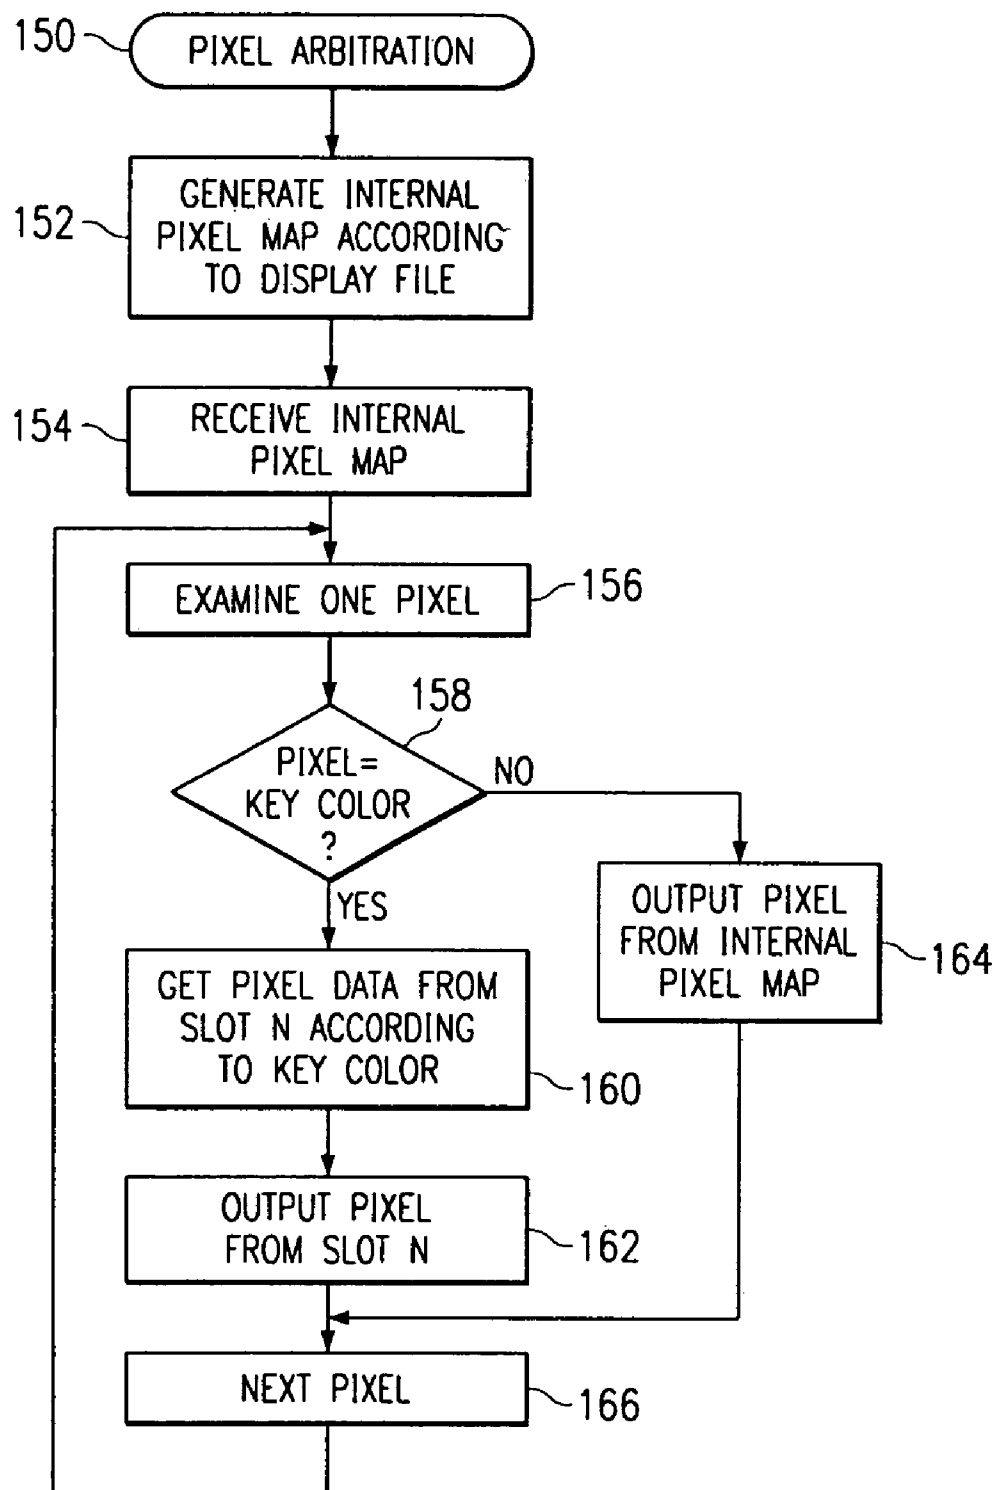 150
PIXEL ARBITRATION
152
GENERATE INTERNAL
PIXEL MAP ACCORDING
TO DISPLAY FILE
154
RECEIVE INTERNAL
PIXEL MAP
EXAMINE ONE PIXEL
156
158
PIXEL=
KEY COLOR
?
NO
YES
OUTPUT PIXEL
FROM INTERNAL
PIXEL MAP
164
GET PIXEL DATA FROM
SLOT N ACCORDING
TO KEY COLOR
160
OUTPUT PIXEL
FROM SLOT N
162
NEXT PIXEL
166